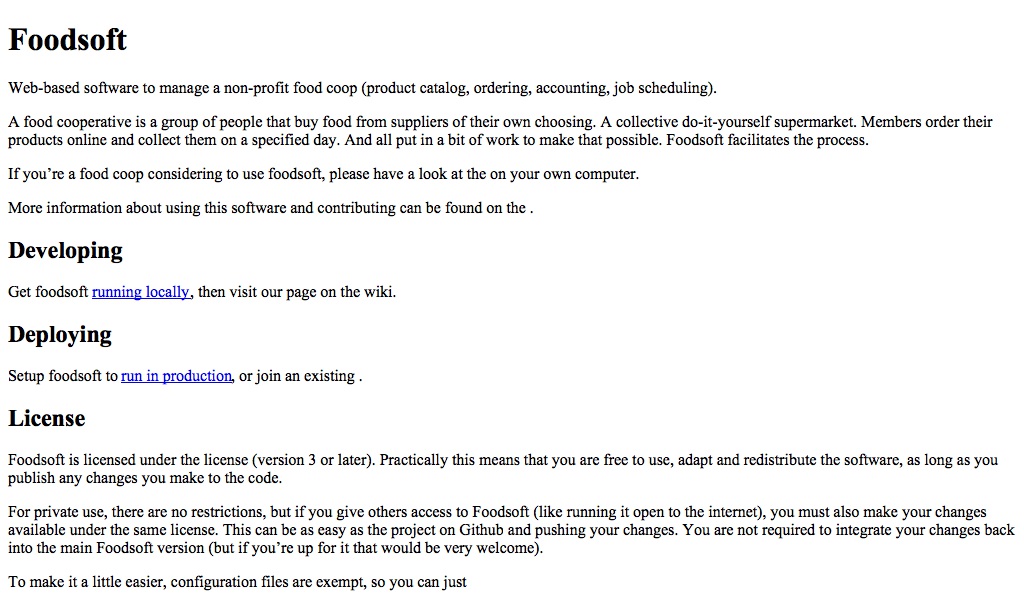 Foodsoft
Web-based software to manage a non-profit food coop (product catalog, ordering, accounting, job scheduling).
A food cooperative is a group of people that buy food from suppliers of their own choosing. A collective do-it-yourself supermarket. Members order their
products online and collect them on a specified day. And all put in a bit of work to make that possible. Foodsoft facilitates the process.
If you’re a food coop considering to use foodsoft, please have a look at the on your own computer.
More information about using this software and contributing can be found on the .
Developing
Get foodsoft running locally, then visit our page on the wiki.
Deploying
Setup foodsoft to run in production, or join an existing .
License
Foodsoft is licensed under the license (version 3 or later). Practically this means that you are free to use, adapt and redistribute the software, as long as you
publish any changes you make to the code.
For private use, there are no restrictions, but if you give others access to Foodsoft (like running it open to the internet), you must also make your changes
available under the same license. This can be as easy as the project on Github and pushing your changes. You are not required to integrate your changes back
into the main Foodsoft version (but if you’re up for it that would be very welcome).
To make it a little easier, configuration files are exempt, so you can just